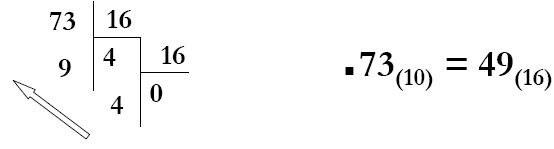 73 16
9 4 16
4 0
.73(10) = 49(16)